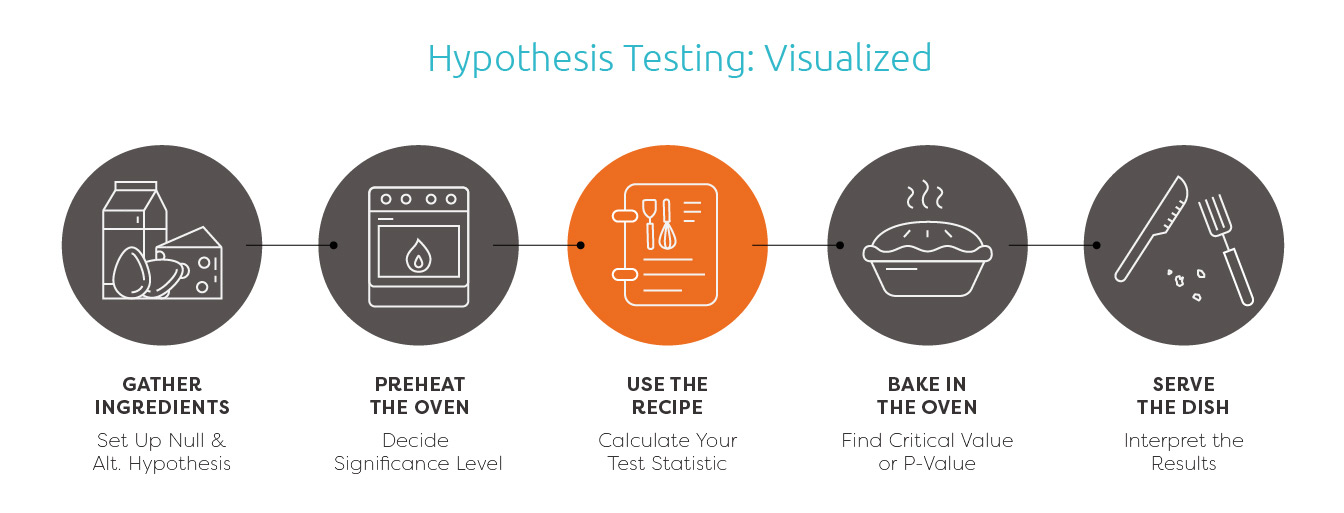 Hypothesis Testing: Visualized
GATHER
INGREDIENTS
Set Up Null &
Alt. Hypothesis
PREHEAT
THE OVEN
Decide
Significance Level
USE THE
RECIPE
Calculate Your
Test Statistic
BAKE IN
THE OVEN
Find Critical Value
or P-Value
SERVE
THE DISH
Interpret the
Results